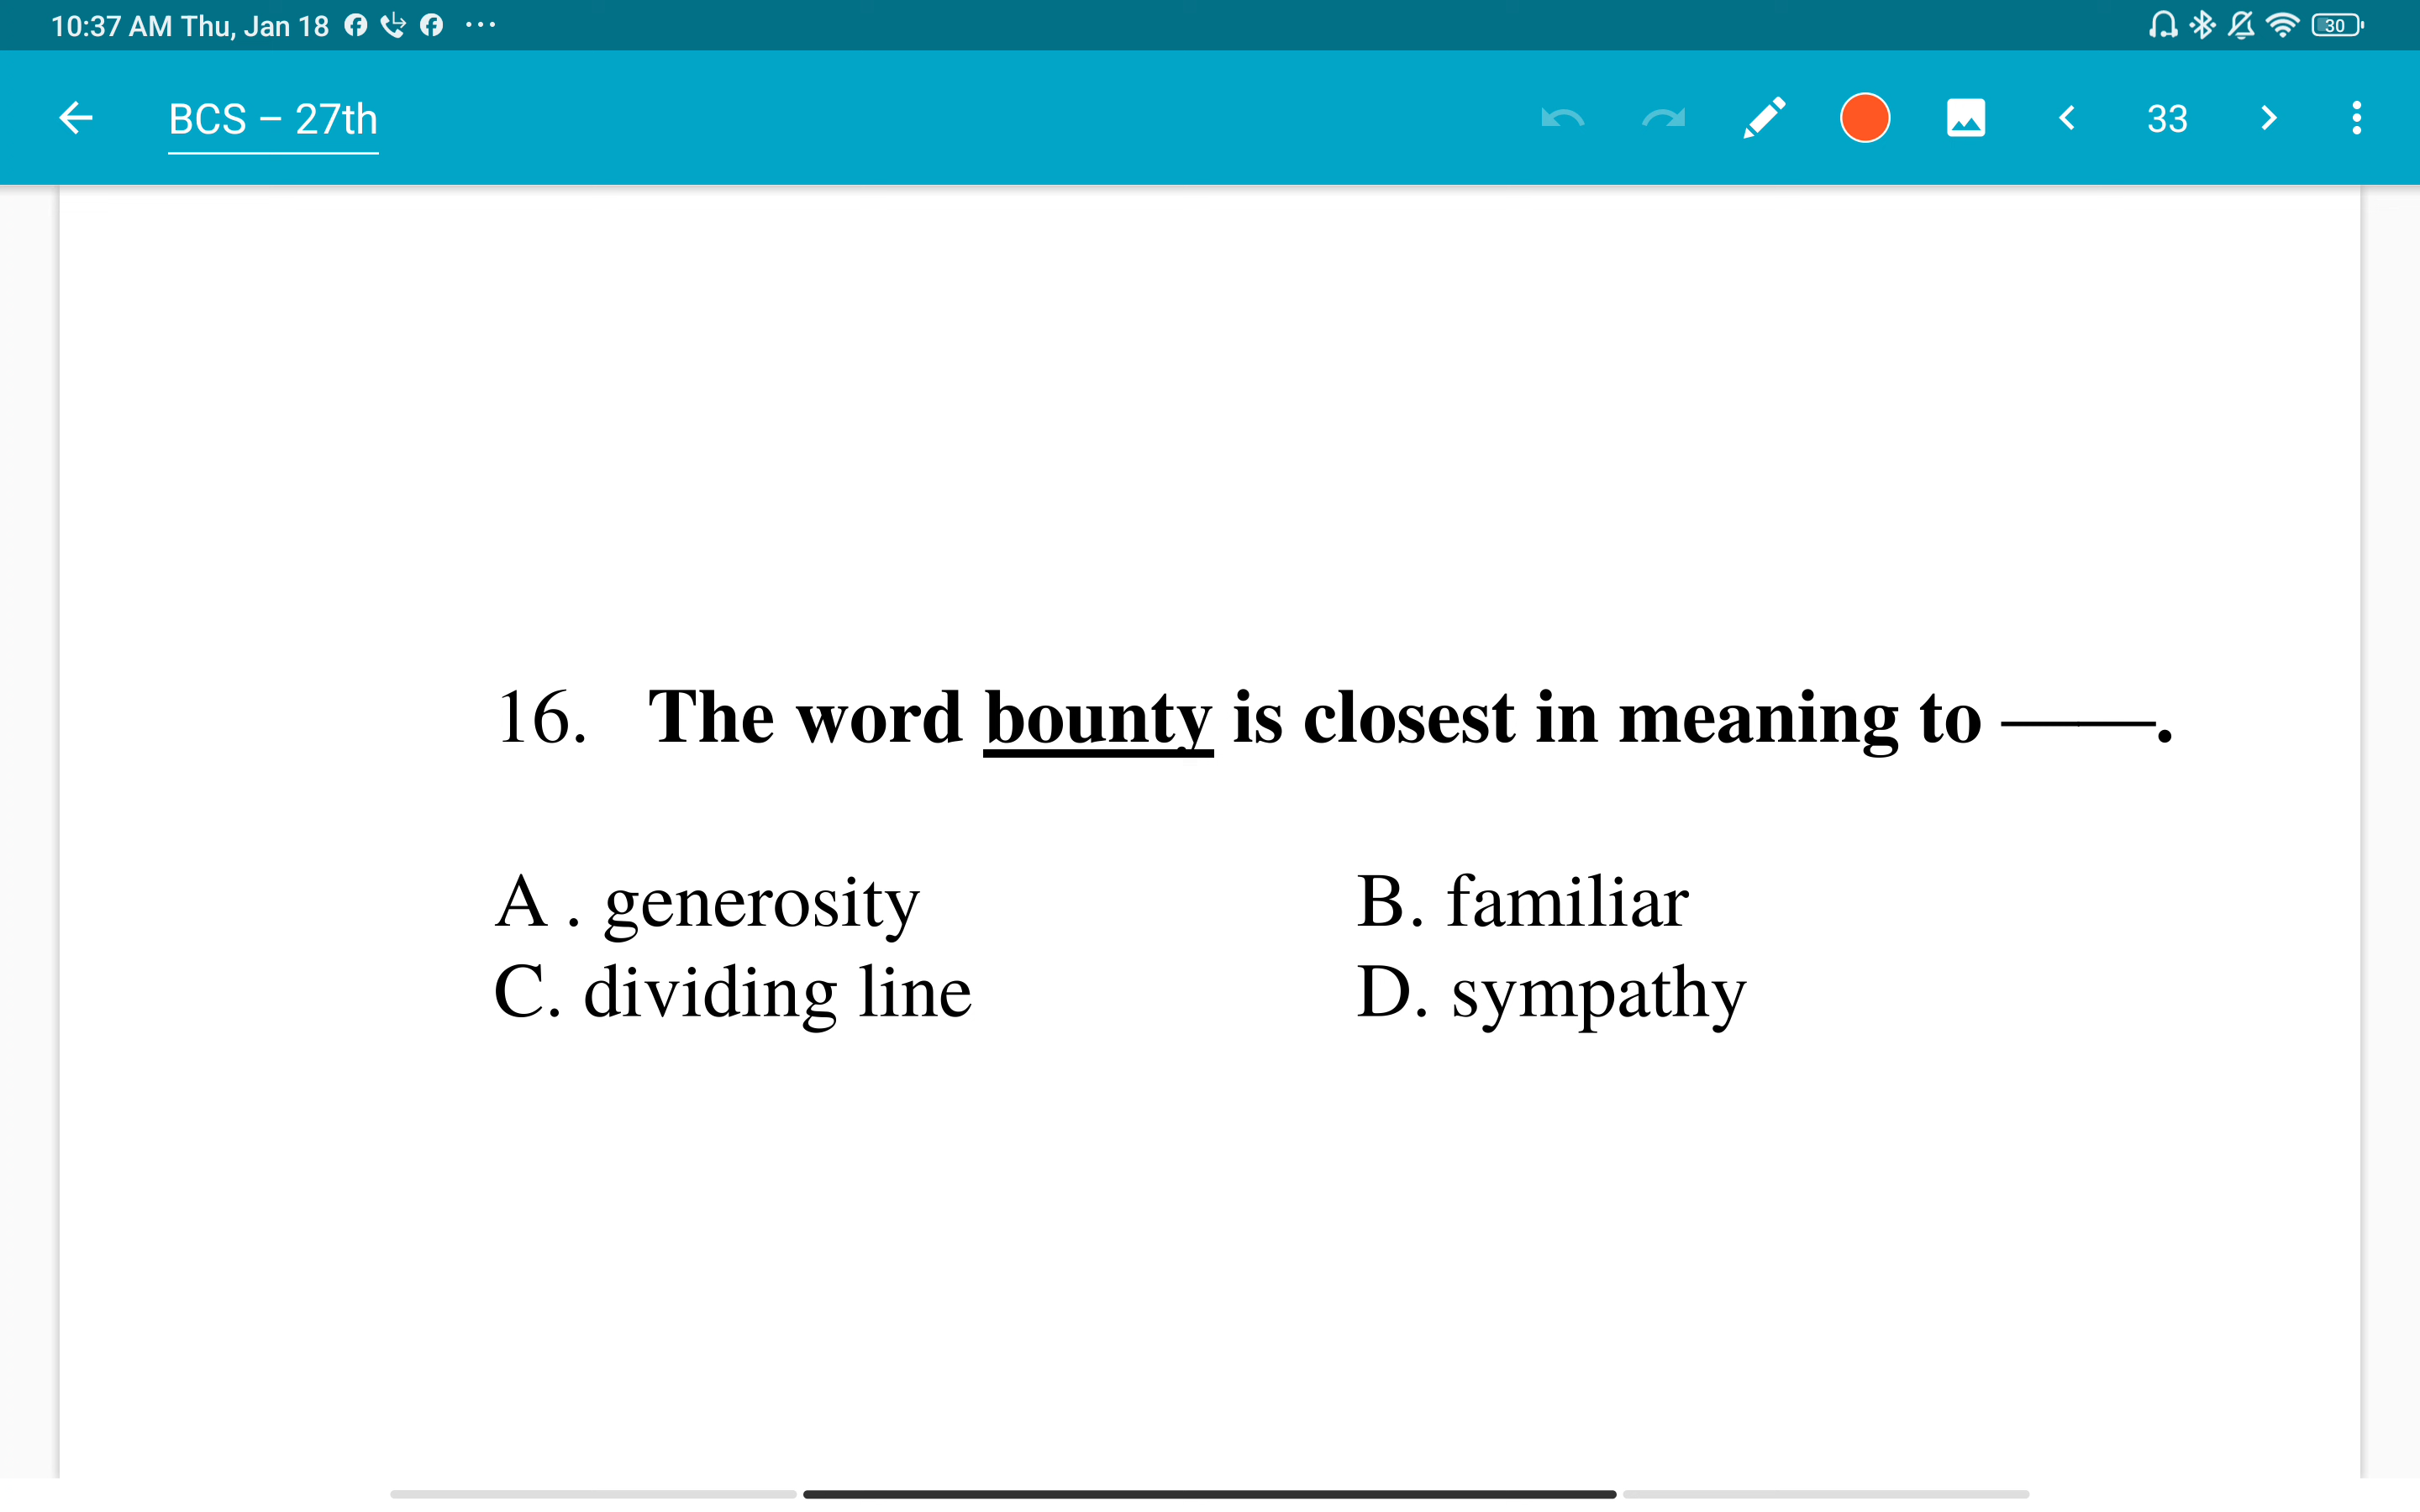 10:37 AM Thu, Jan 18 ... 30
BCS – 27th 33
16. The word bounty is closest in meaning to ———.
A . generosity B. familiar
C. dividing line D. sympathy